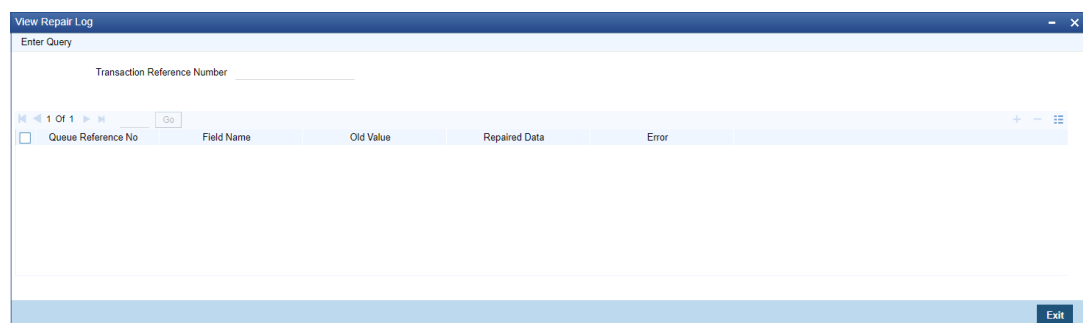 View Repair Log
Enter Query
Transaction Reference Number
1 Of 1 Go
Queue Reference No Field Name Old Value Repaired Data Error
Exit